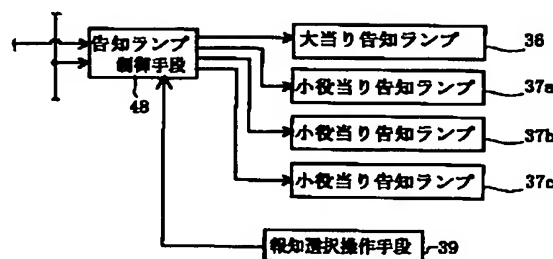 告知ランプ
制御手段
48
大当り告知ランプ
36
小役当り告知ランプ
37a
小役当り告知ランプ
37b
小役当り告知ランプ
37c
報知選択操作手段
39